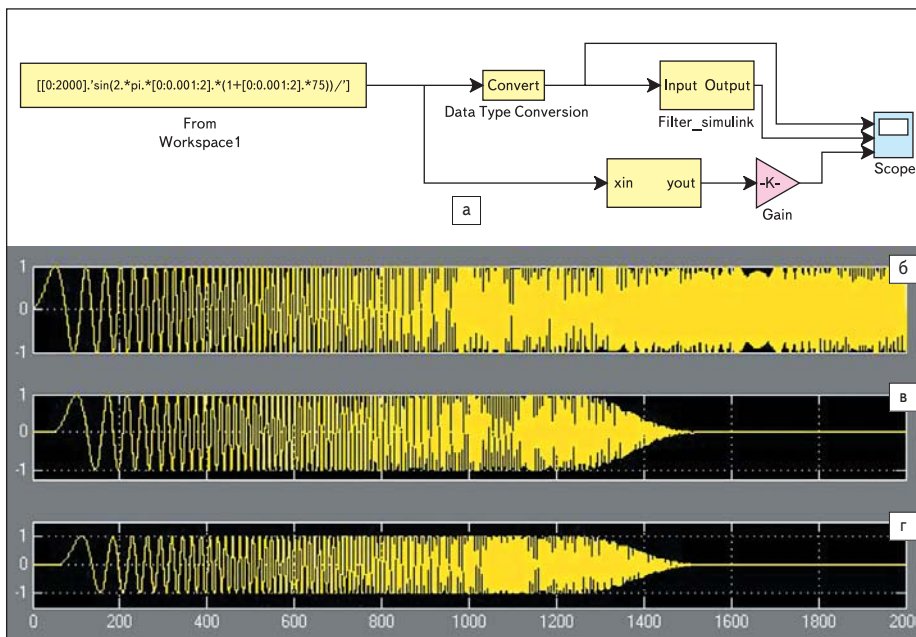 [[0:2000].'sin(2.*pi.*[0:0.001:2].*(1+[0:0.001:2].*75))/']
From
Workspace1
Convert
Data Type Conversion
Input Output
Filter_simulink
Scope
xin yout
-K-
Gain
а
б
1
0
-1
в
1
0
-1
г
1
0
-1
0 200 400 600 800 1000 1200 1400 1600 1800 2000